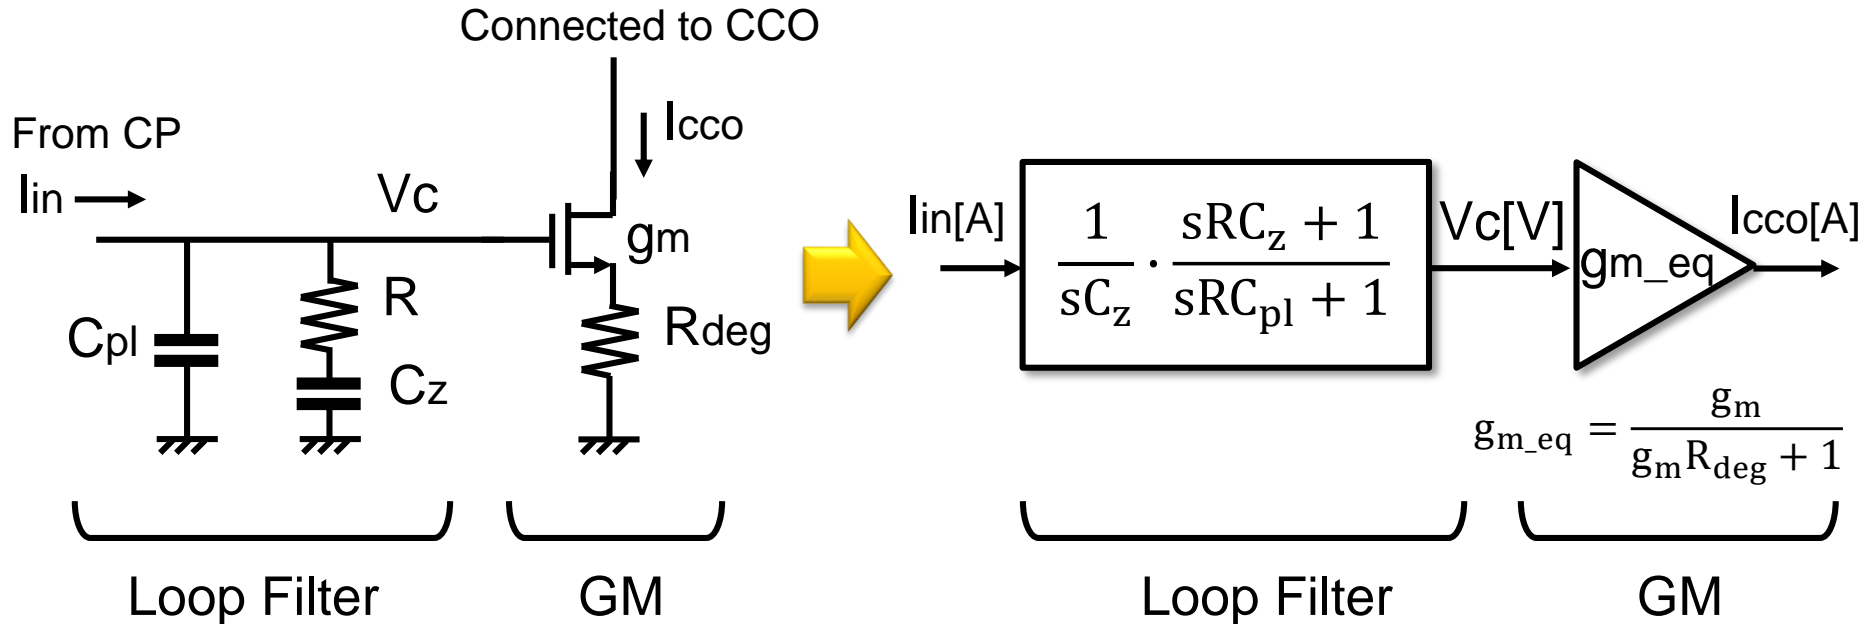 Connected to CCO
From CP
Iin
Vc
Icco
gm
Cpl
R
Cz
Rdeg
Loop Filter
GM
Iin[A]
1/sCz · (sRCz + 1)/(sRCpl + 1)
Vc[V]
gm_eq
Icco[A]
gm_eq = gm/(gmRdeg + 1)
Loop Filter
GM